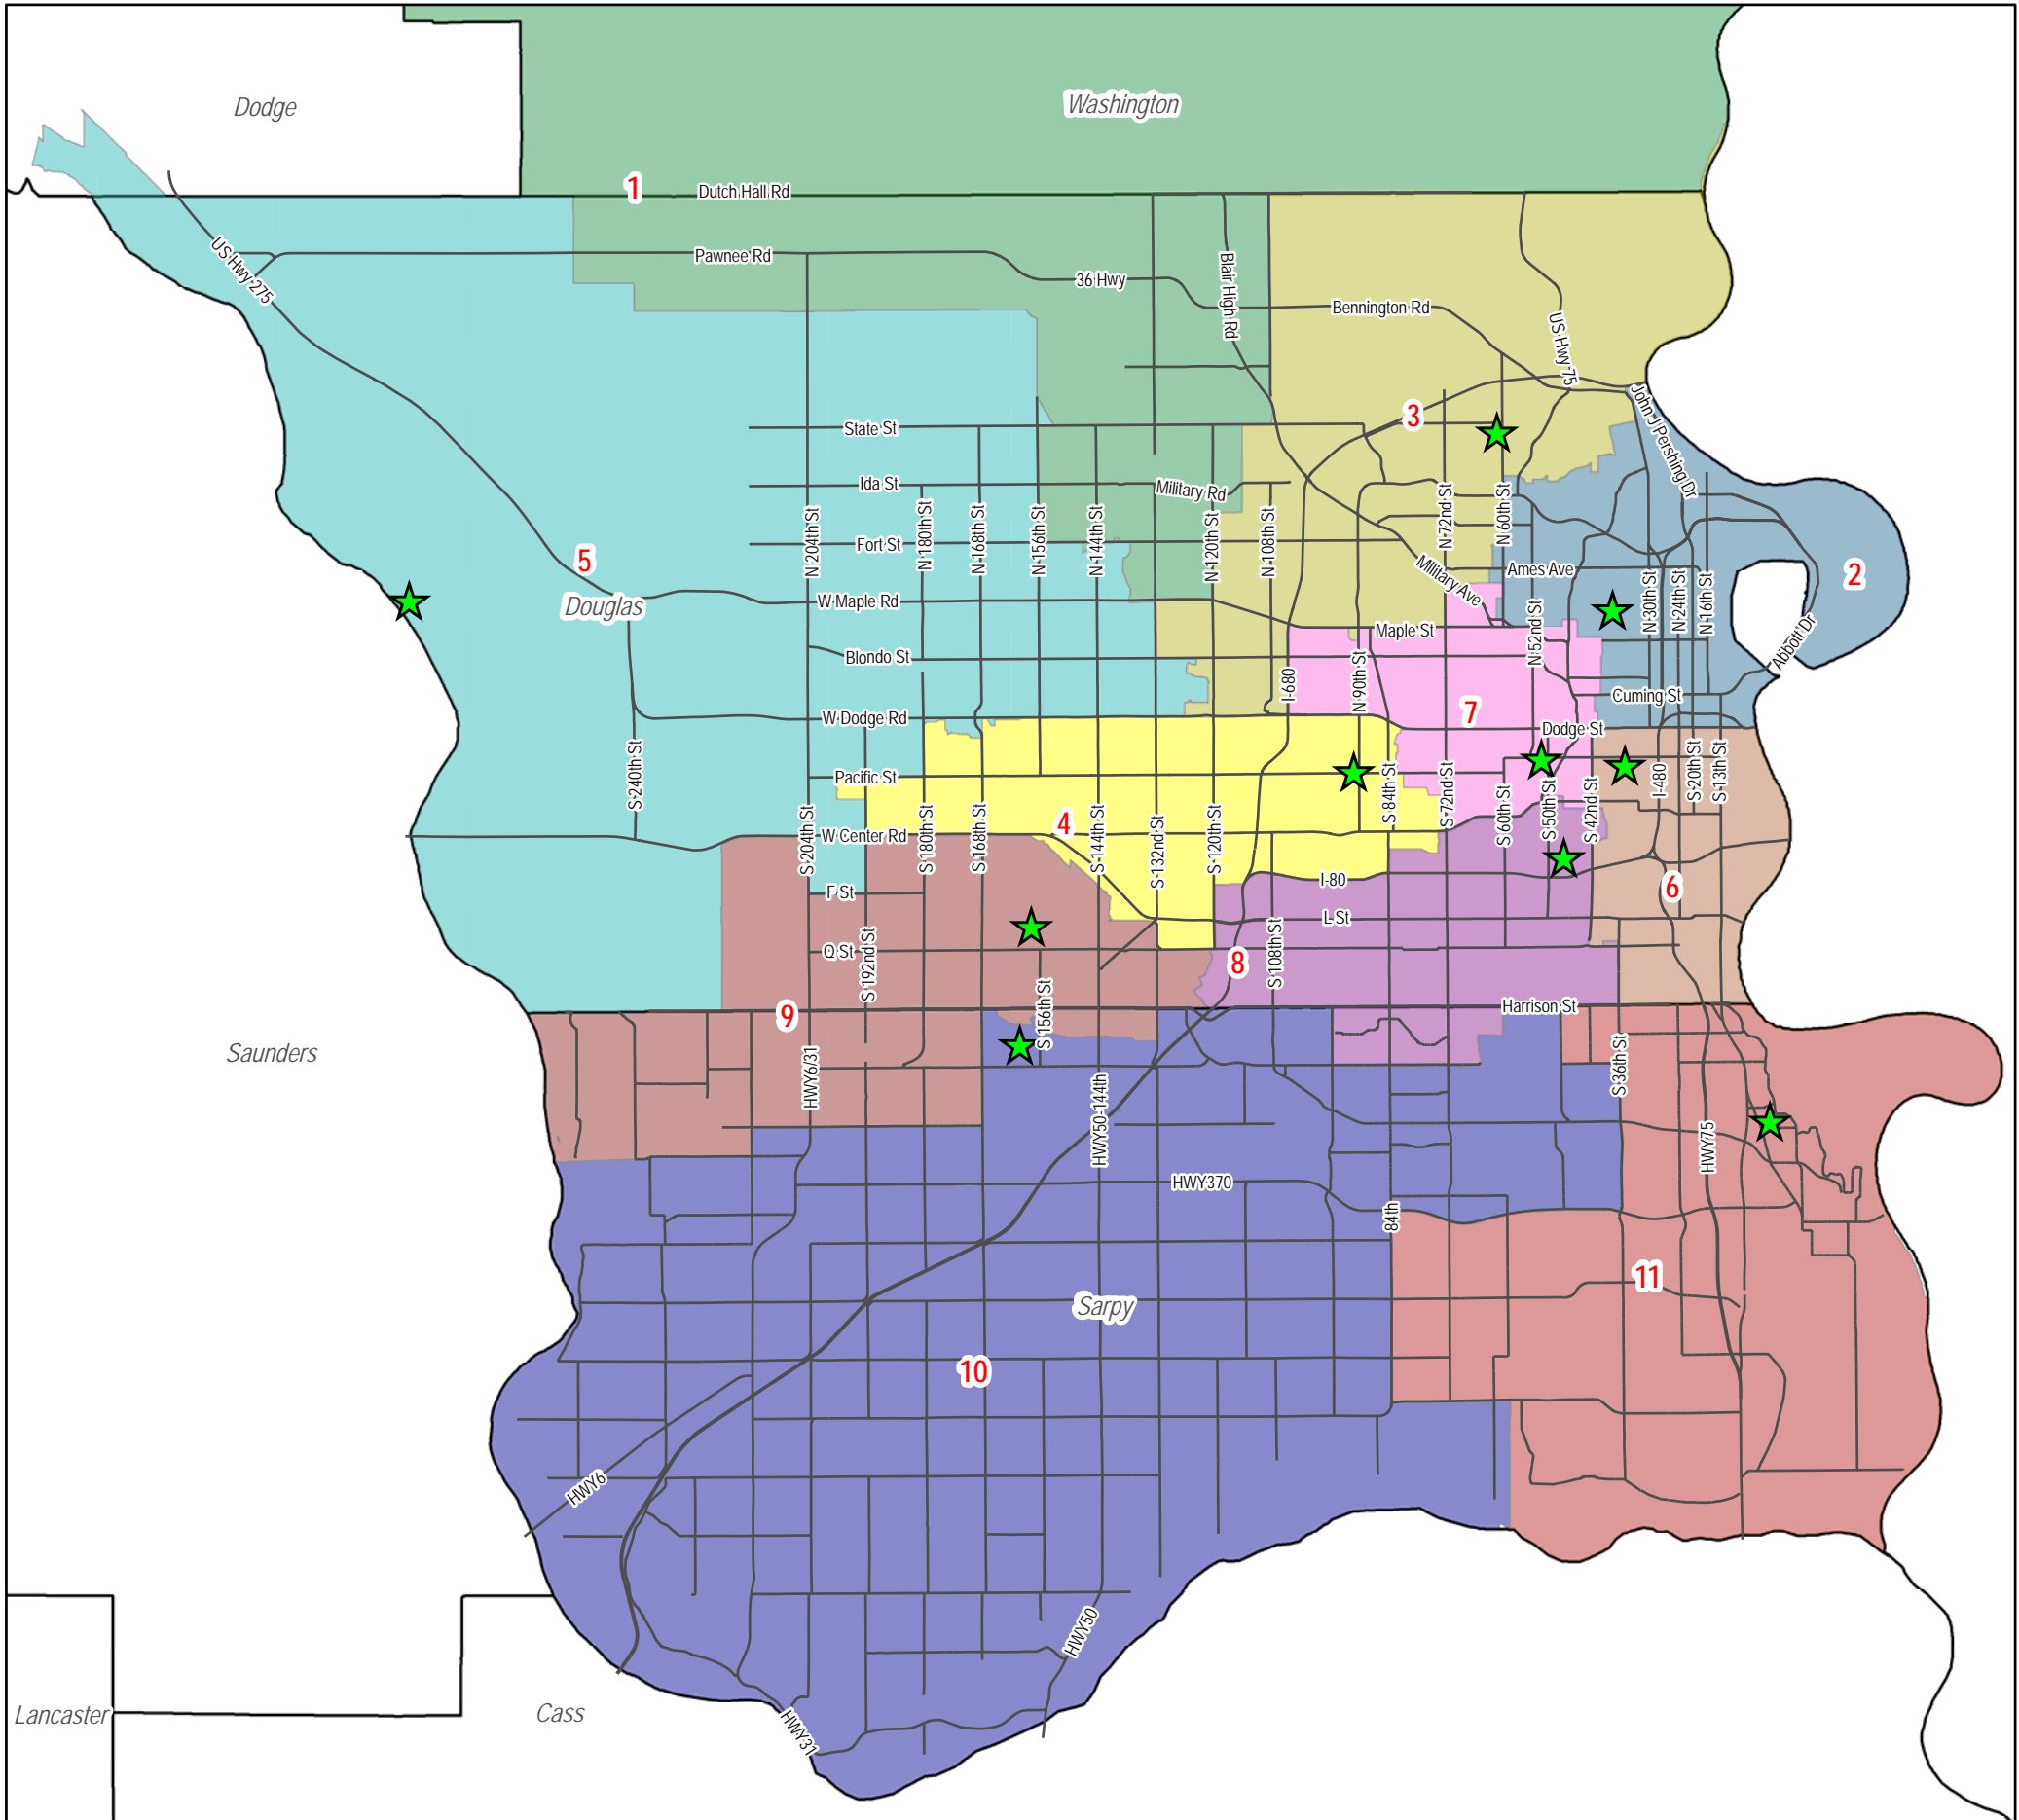 Dodge
Washington
1
Dutch Hall Rd
Pawnee Rd
US Hwy 275
36 Hwy
Blair High Rd
Bennington Rd
US Hwy 75
John J Pershing Dr
3
State St
Ida St
Military Rd
Fort St
N 204th St
N 180th St
N 168th St
N 156th St
N 144th St
N 120th St
N 108th St
N 72nd St
N 60th St
Military Ave
Ames Ave
5
Douglas
2
W Maple Rd
Maple St
N 52nd St
N 30th St
N 24th St
N 16th St
Abbott Dr
Blondo St
I-680
N 90th St
Cuming St
W Dodge Rd
7
Dodge St
S 240th St
Pacific St
S 84th St
I-480
S 20th St
S 13th St
W Center Rd
4
S 204th St
S 180th St
S 168th St
S 144th St
S 132nd St
S 120th St
S 72nd St
S 60th St
S 50th St
S 42nd St
F St
I-80
6
L St
Q St
S 192nd St
8
S 108th St
9
S 156th St
Harrison St
Saunders
HWY6/31
HWY50-144th
S 36th St
HWY75
HWY370
84th
11
Sarpy
10
HWY6
HWY50
HWY31
Lancaster
Cass